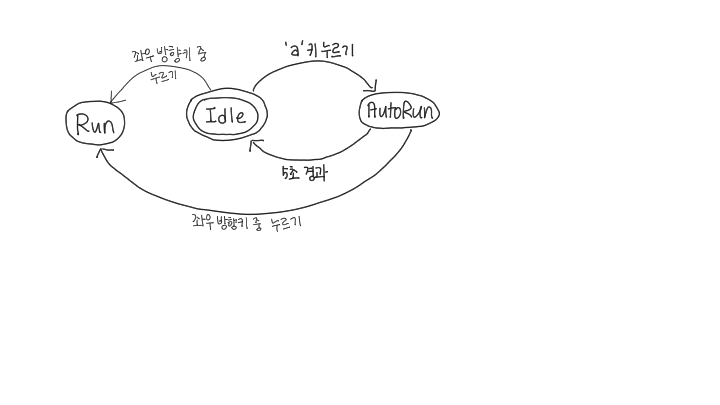 좌우 방향키 중
누르기
'a'키 누르기
Run
Idle
AutoRun
5초 경과
좌우 방향키 중 누르기